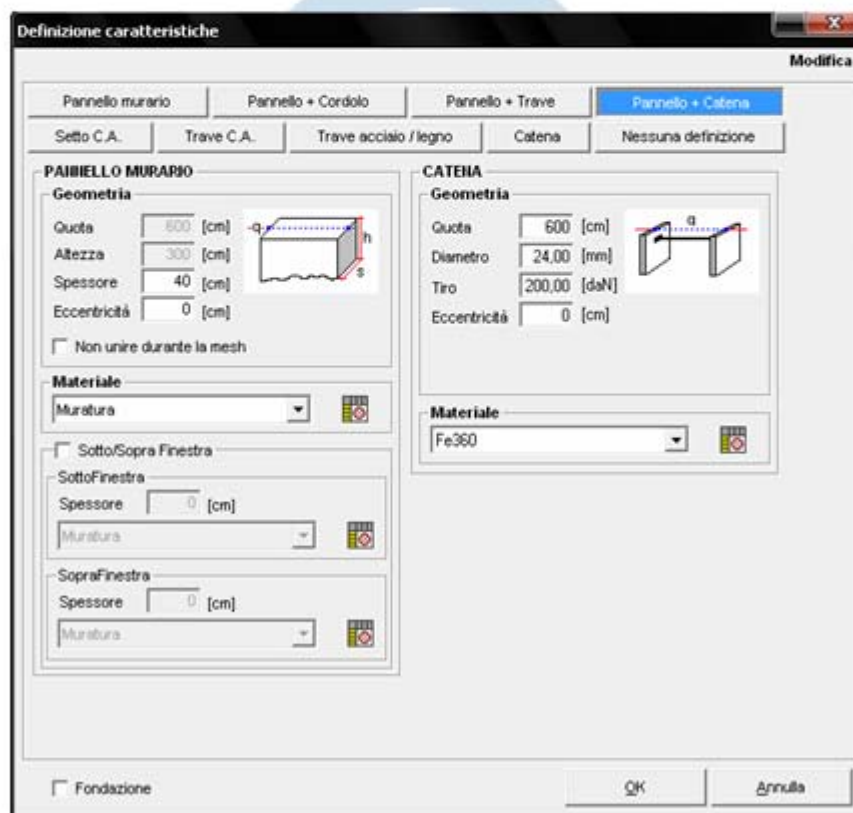 Definizione caratteristiche
Modifica
Pannello murario
Pannello + Cordolo
Pannello + Trave
Pannello + Catena
Setto C.A.
Trave C.A.
Trave acciaio / legno
Catena
Nessuna definizione
PANNELLO MURARIO
Geometria
Quota 600 [cm]
Altezza 300 [cm]
Spessore 40 [cm]
Eccentricitá 0 [cm]
q
h
s
Non unire durante la mesh
Materiale
Muratura
Sotto/Sopra Finestra
SottoFinestra
Spessore 0 [cm]
Muratura
SopraFinestra
Spessore 0 [cm]
Muratura
CATENA
Geometria
Quota 600 [cm]
Diametro 24,00 [mm]
Tiro 200,00 [daN]
Eccentricitá 0 [cm]
q
Materiale
Fe360
Fondazione
OK
Annulla